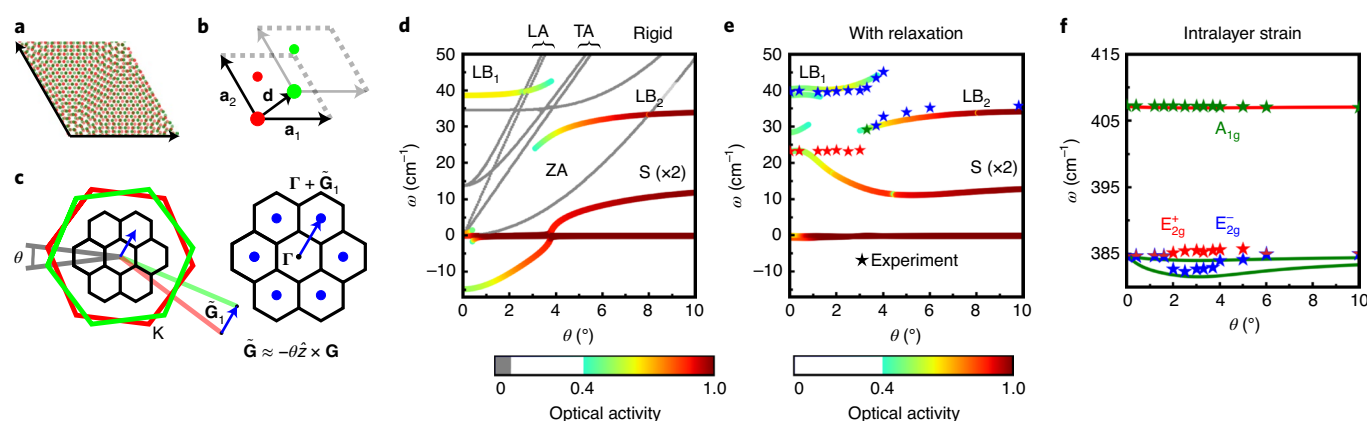 a
b
a₂
d
a₁
c
θ
K
G̃₁
Γ + G̃₁
Γ
G̃ ≈ −θẑ × G
d
LA
TA
Rigid
ω (cm⁻¹)
50
40
30
20
10
0
−10
LB₁
LB₂
ZA
S (×2)
0 2 4 6 8 10
θ (°)
0 0.4 1.0
Optical activity
e
With relaxation
ω (cm⁻¹)
50
40
30
20
10
0
−10
LB₁
LB₂
S (×2)
★Experiment
0 2 4 6 8 10
θ (°)
0 0.4 1.0
Optical activity
f
Intralayer strain
ω (cm⁻¹)
415
405
395
385
A₁g
E⁺₂g
E⁻₂g
0 2 4 6 8 10
θ (°)